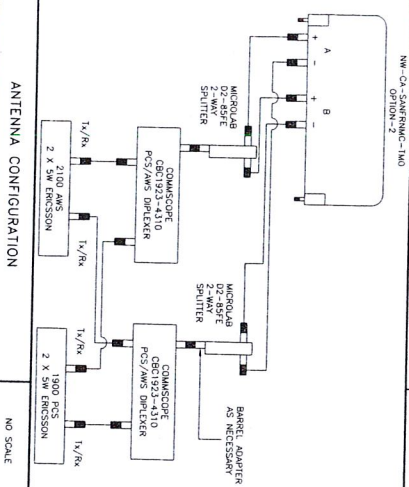 NW-CA-SANFRNMC-TMO
OPTION-2
+
A
-
+
B
-
MICROLAB
D2-85FE
2-WAY
SPLITTER
MICROLAB
D2-85FE
2-WAY
SPLITTER
BARREL ADAPTER
AS NECESSARY
COMMSCOPE
CBC1923-4310
PCS/AWS DIPLEXER
COMMSCOPE
CBC1923-4310
PCS/AWS DIPLEXER
Tx/Rx
Tx/Rx
Tx/Rx
Tx/Rx
2100 AWS
2 X 5W ERICSSON
1900 PCS
2 X 5W ERICSSON
ANTENNA CONFIGURATION
NO SCALE